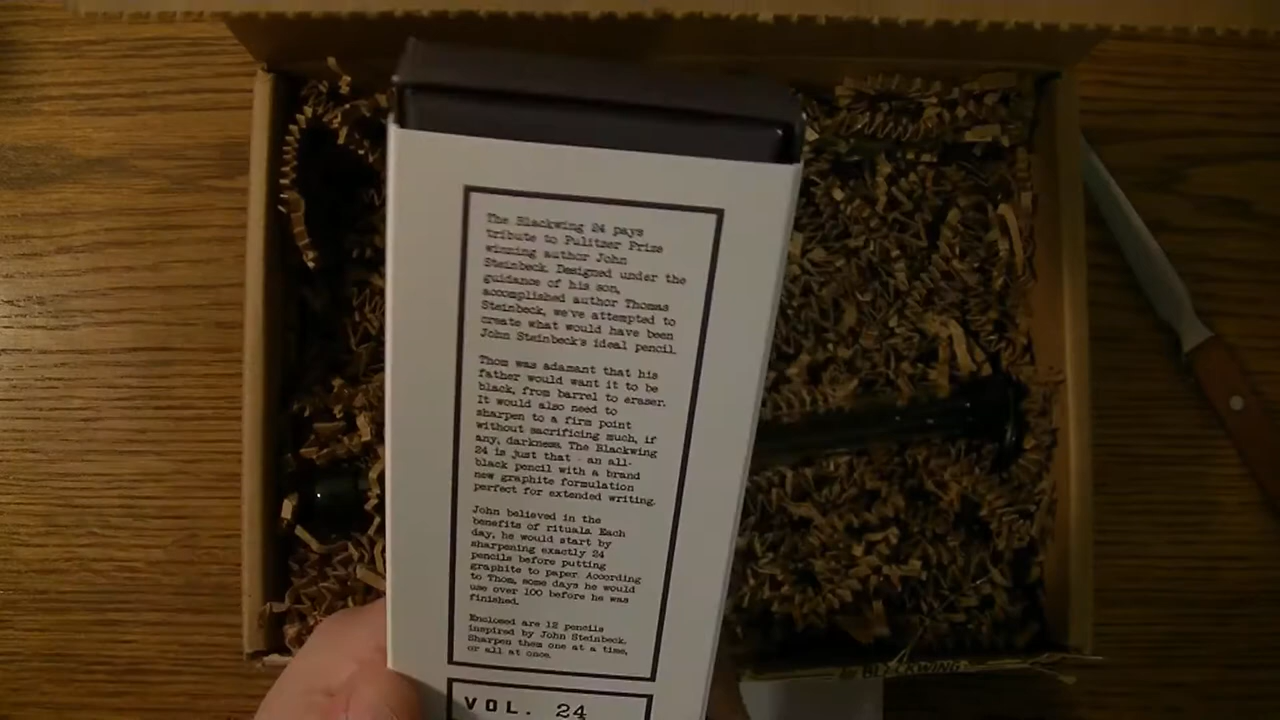 The Blackwing 24 pays
tribute to Pulitzer Prize
winning author John
Steinbeck. Designed under the
guidance of his son,
accomplished author Thomas
Steinbeck, we've attempted to
create what would have been
John Steinbeck's ideal pencil.
Thom was adamant that his
father would want it to be
black, from barrel to eraser.
It would also need to
sharpen to a firm point
without sacrificing much, if
any, darkness. The Blackwing
24 is just that - an all-
black pencil with a brand
new graphite formulation
perfect for extended writing.
John believed in the
benefits of rituals. Each
day, he would start by
sharpening exactly 24
pencils before putting
graphite to paper. According
to Thom, some days he would
use over 100 before he was
finished.
Enclosed are 12 pencils
inspired by John Steinbeck.
Sharpen them one at a time,
or all at once.
VOL. 24
BLACKWING